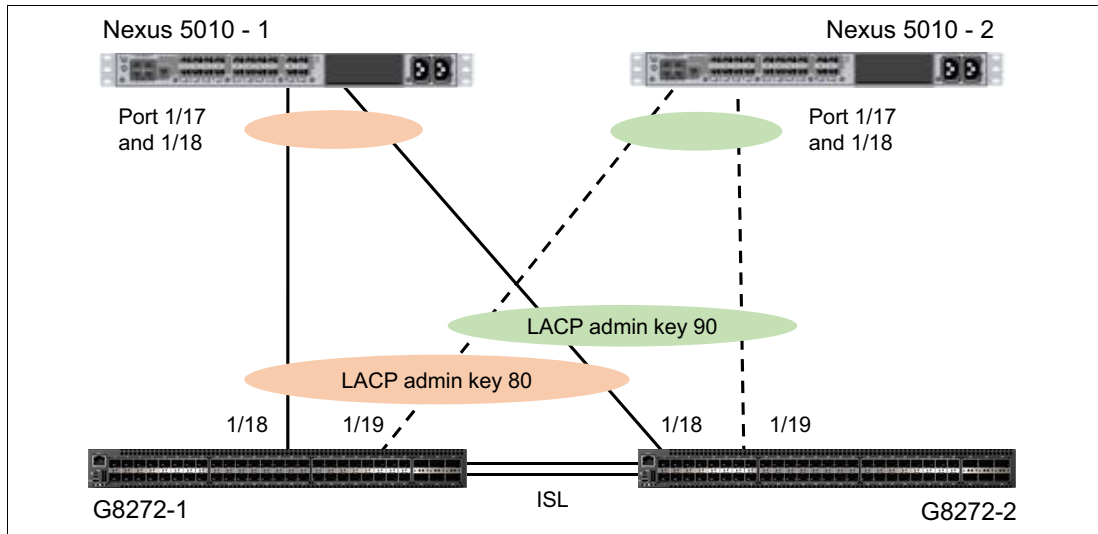 Nexus 5010 - 1
Nexus 5010 - 2
Port 1/17
and 1/18
Port 1/17
and 1/18
LACP admin key 90
LACP admin key 80
1/18
1/19
1/18
1/19
ISL
G8272-1
G8272-2